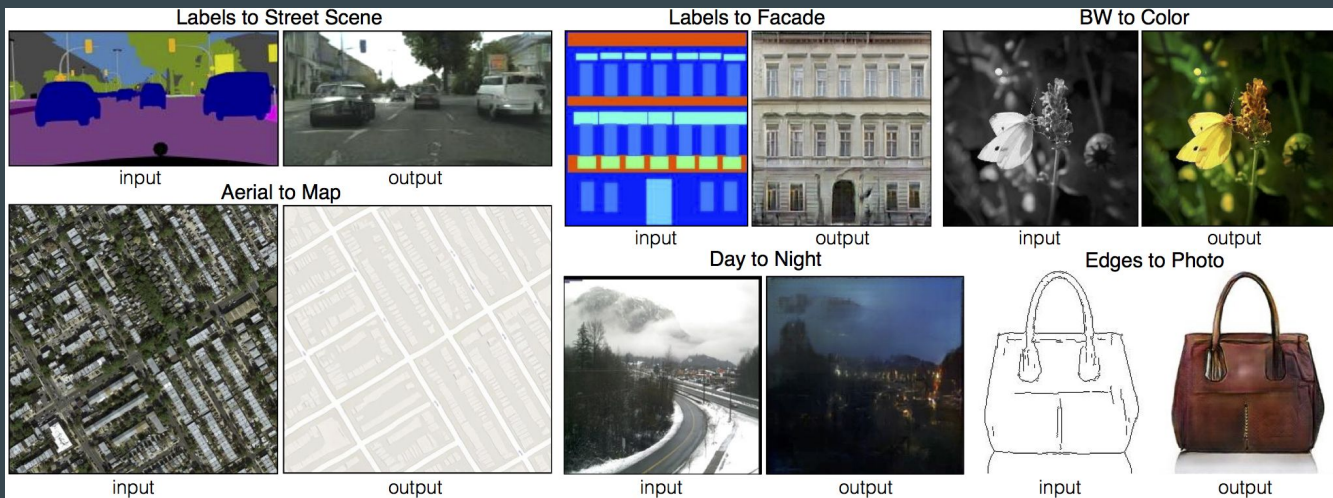 Labels to Street Scene
input
output
Aerial to Map
input
output
Labels to Facade
input
output
BW to Color
input
output
Day to Night
input
output
Edges to Photo
input
output